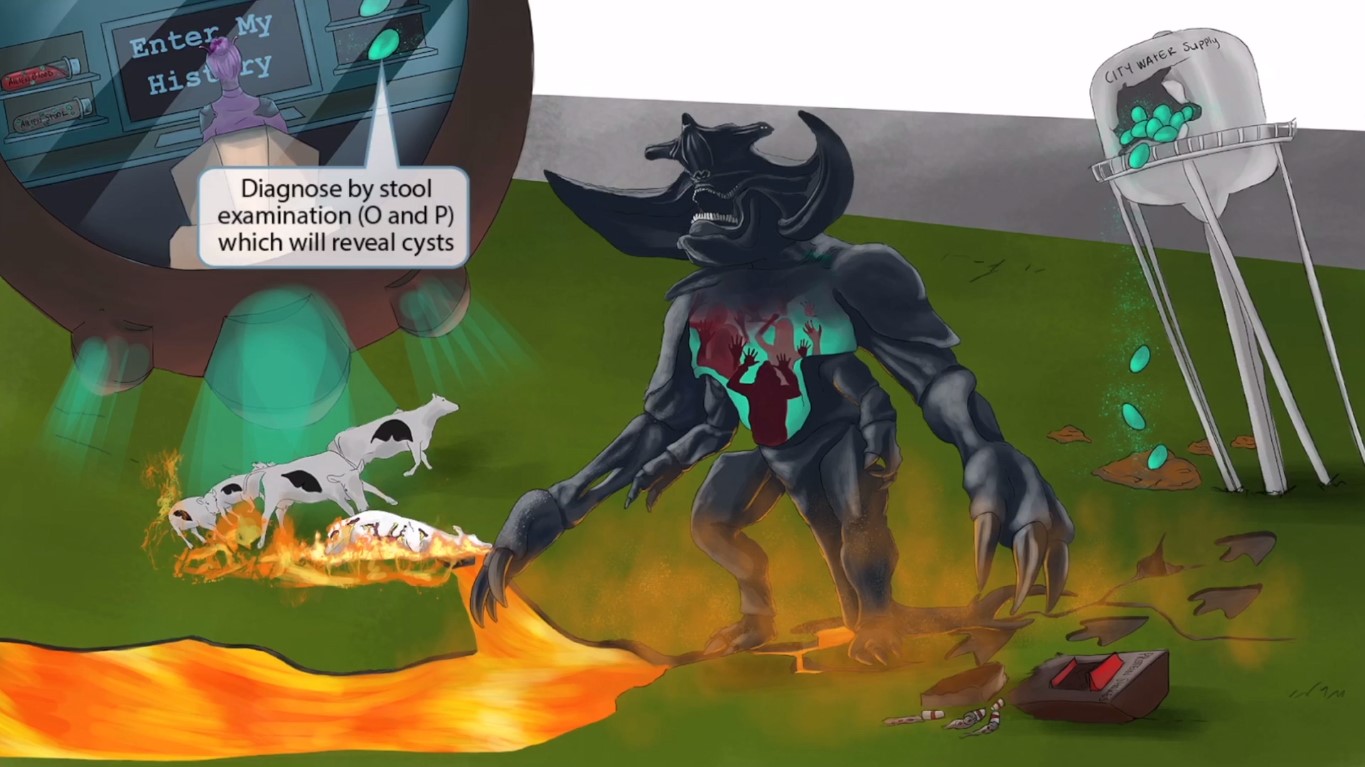 Enter My
History
Diagnose by stool
examination (O and P)
which will reveal cysts
CITY WATER Supply